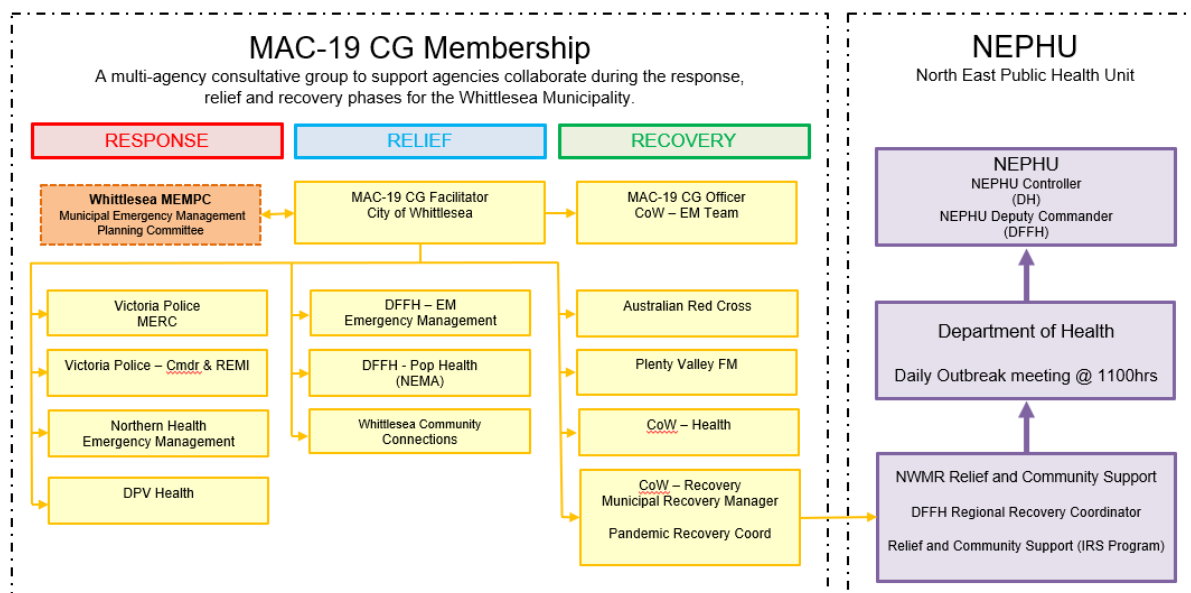 MAC-19 CG Membership
A multi-agency consultative group to support agencies collaborate during the response,
relief and recovery phases for the Whittlesea Municipality.
RESPONSE
RELIEF
RECOVERY
Whittlesea MEMPC
Municipal Emergency Management
Planning Committee
MAC-19 CG Facilitator
City of Whittlesea
MAC-19 CG Officer
CoW – EM Team
Victoria Police
MERC
Victoria Police – Cmdr & REMI
Northern Health
Emergency Management
DPV Health
DFFH – EM
Emergency Management
DFFH - Pop Health
(NEMA)
Whittlesea Community
Connections
Australian Red Cross
Plenty Valley FM
CoW – Health
CoW – Recovery
Municipal Recovery Manager
Pandemic Recovery Coord
NEPHU
North East Public Health Unit
NEPHU
NEPHU Controller
(DH)
NEPHU Deputy Commander
(DFFH)
Department of Health
Daily Outbreak meeting @ 1100hrs
NWMR Relief and Community Support
DFFH Regional Recovery Coordinator
Relief and Community Support (IRS Program)